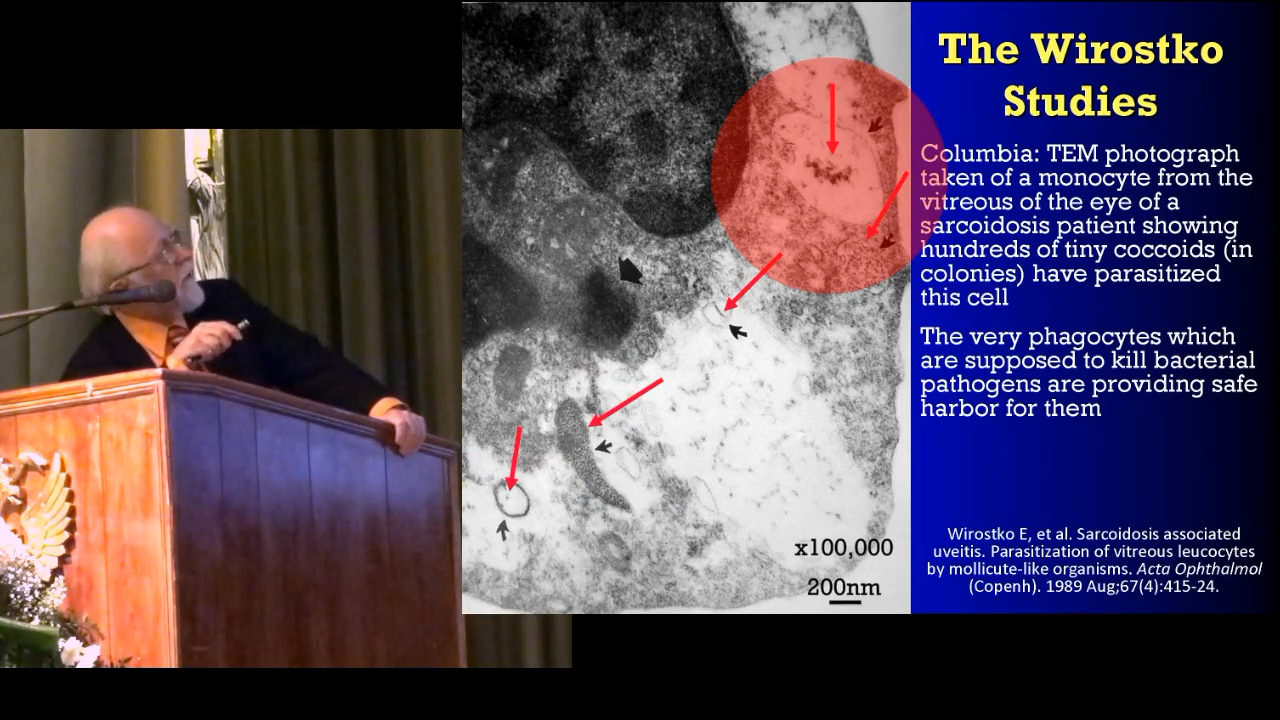 The Wirostko
Studies
Columbia: TEM photograph
taken of a monocyte from the
vitreous of the eye of a
sarcoidosis patient showing
hundreds of tiny coccoids (in
colonies) have parasitized
this cell
The very phagocytes which
are supposed to kill bacterial
pathogens are providing safe
harbor for them
x100,000
200nm
Wirostko E, et al. Sarcoidosis associated
uveitis. Parasitization of vitreous leucocytes
by mollicute-like organisms. Acta Ophthalmol
(Copenh). 1989 Aug;67(4):415-24.